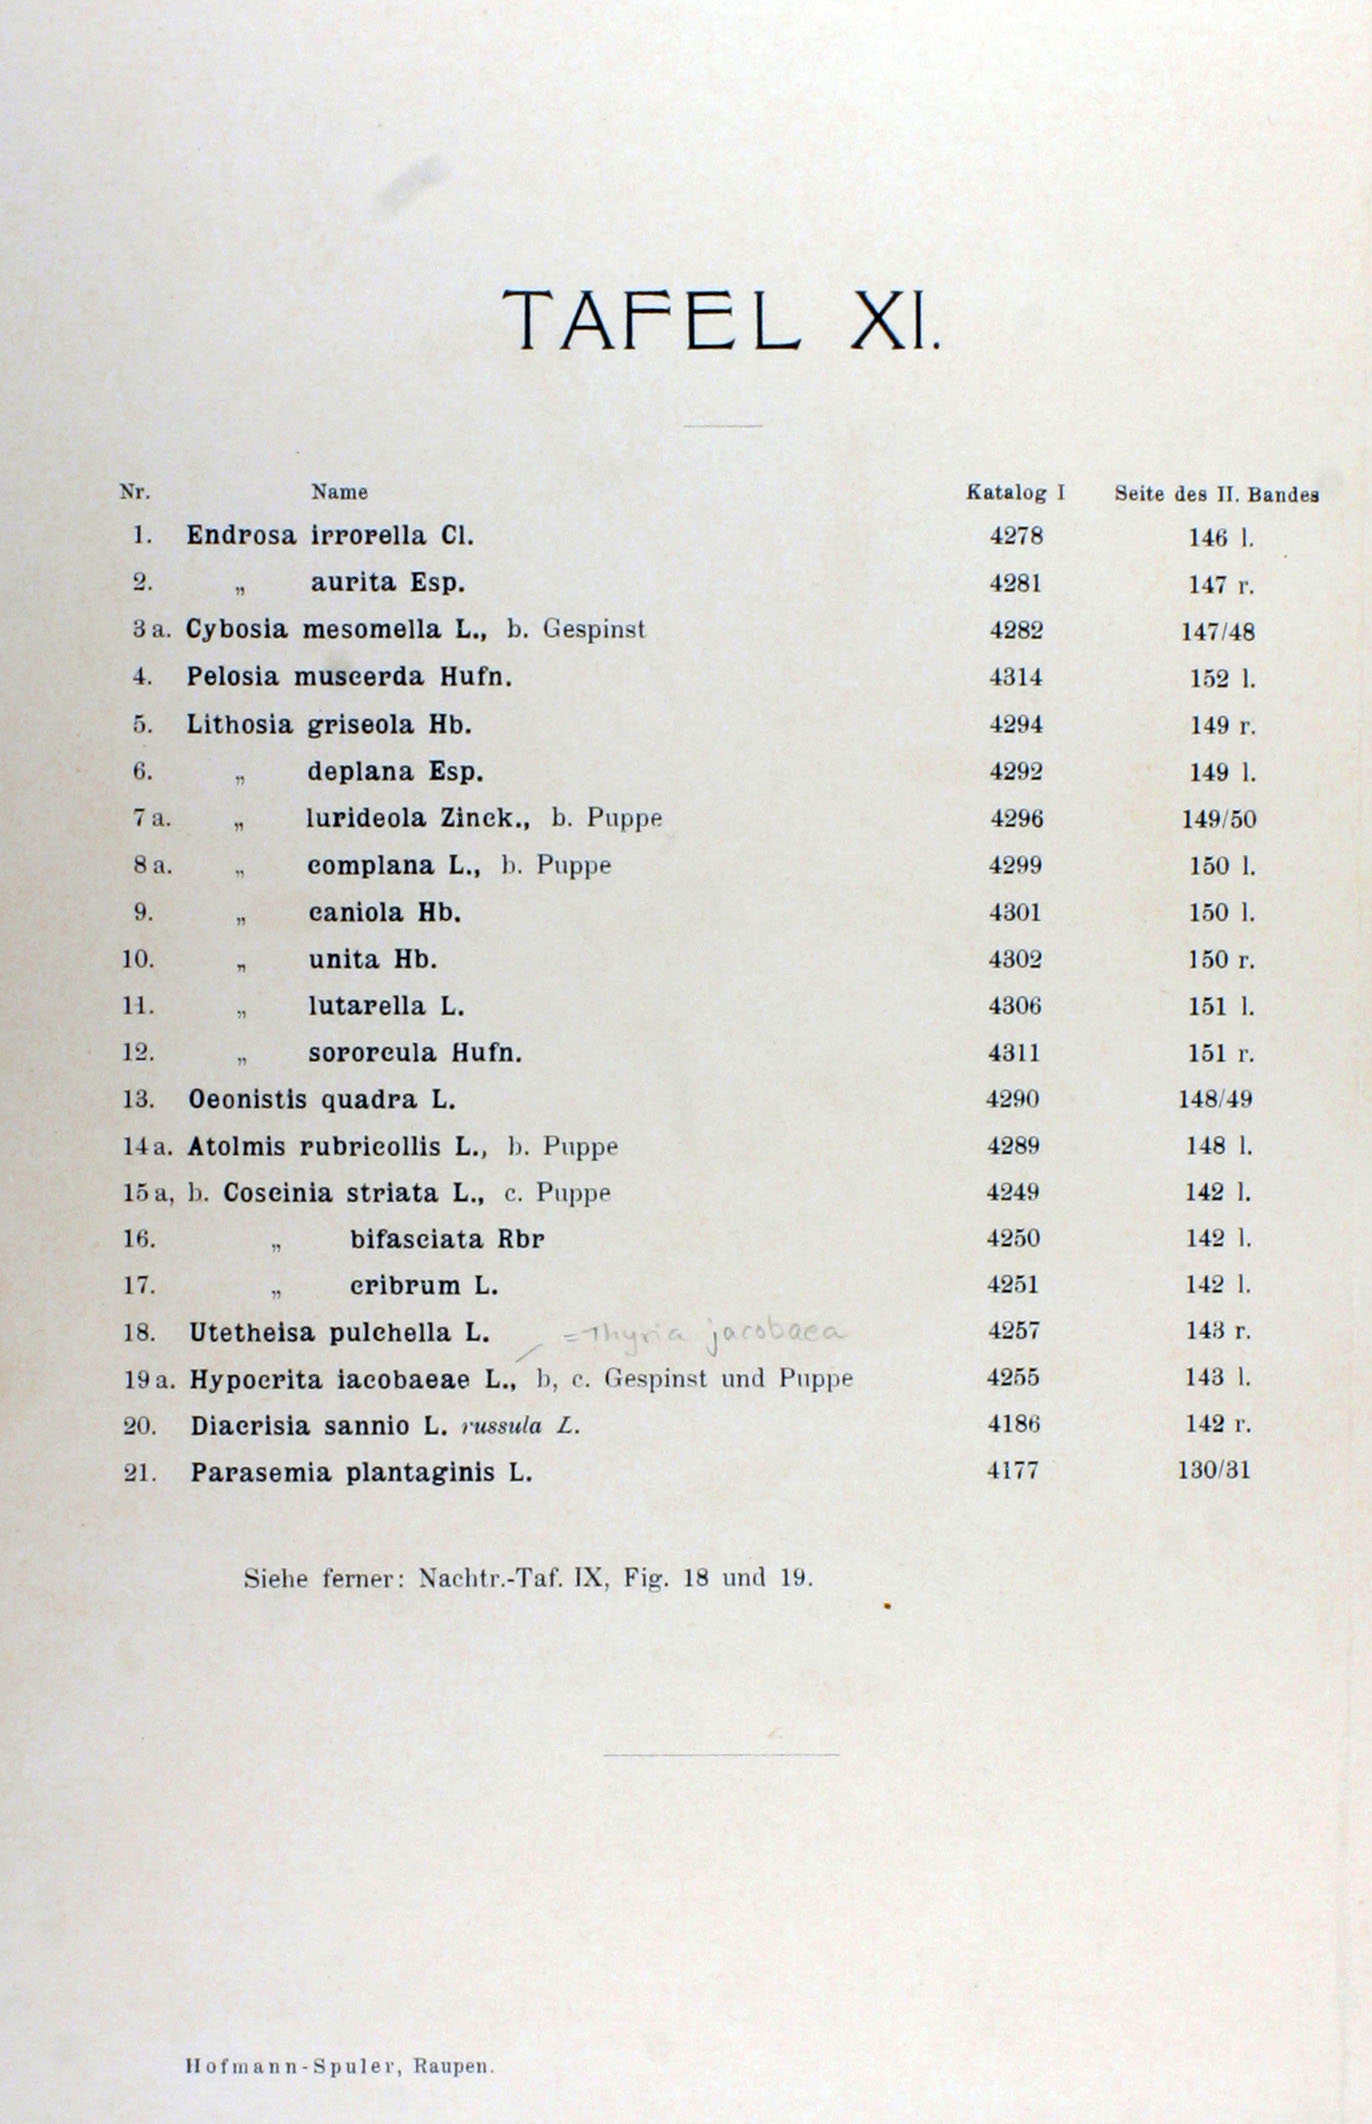 TAFEL XI.
Nr. Name Katalog I Seite des II. Bandes
1. Endrosa irrorella Cl. 4278 146 l.
2. „ aurita Esp. 4281 147 r.
3 a. Cybosia mesomella L., b. Gespinst 4282 147/48
4. Pelosia muscerda Hufn. 4314 152 l.
5. Lithosia griseola Hb. 4294 149 r.
6. „ deplana Esp. 4292 149 l.
7 a. „ lurideola Zinck., b. Puppe 4296 149/50
8 a. „ complana L., b. Puppe 4299 150 l.
9. „ caniola Hb. 4301 150 l.
10. „ unita Hb. 4302 150 r.
11. „ lutarella L. 4306 151 l.
12. „ sororcula Hufn. 4311 151 r.
13. Oeonistis quadra L. 4290 148/49
14 a. Atolmis rubricollis L., b. Puppe 4289 148 l.
15 a, b. Coscinia striata L., c. Puppe 4249 142 l.
16. „ bifasciata Rbr 4250 142 l.
17. „ cribrum L. 4251 142 l.
18. Utetheisa pulchella L. = Thyria jacobaea 4257 143 r.
19 a. Hypocrita iacobaeae L., b, c. Gespinst und Puppe 4255 143 l.
20. Diacrisia sannio L. russula L. 4186 142 r.
21. Parasemia plantaginis L. 4177 130/31
Siehe ferner: Nachtr.-Taf. IX, Fig. 18 und 19.
Hofmann-Spuler, Raupen.